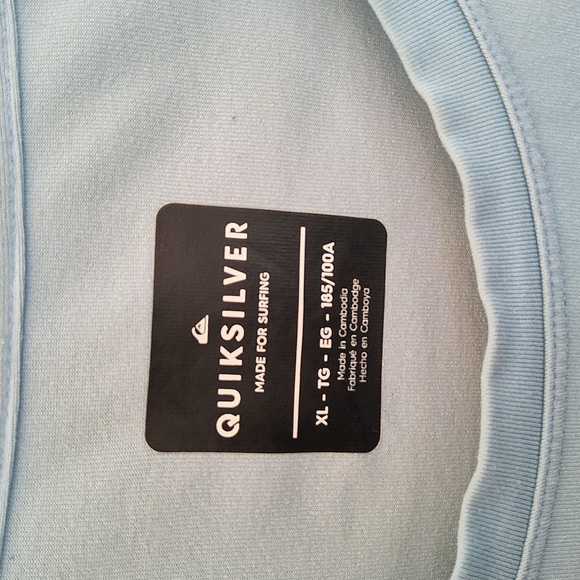 QUIKSILVER
MADE FOR SURFING
XL - TG - EG - 185/100A
Made in Cambodia
Fabriqué en Cambodge
Hecho en Camboya